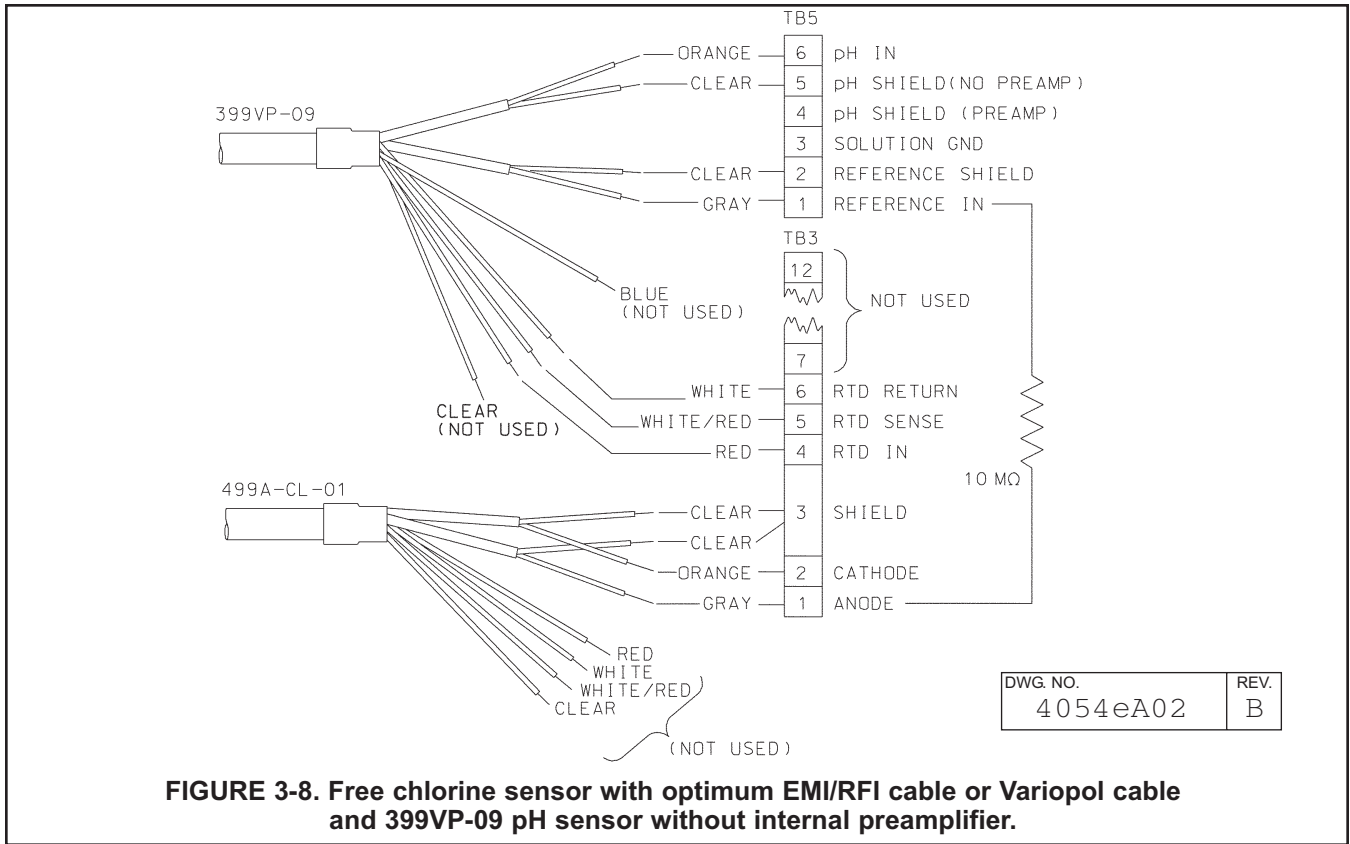 TB5
ORANGE 6 pH IN
CLEAR 5 pH SHIELD(NO PREAMP)
399VP-09
4 pH SHIELD (PREAMP)
3 SOLUTION GND
CLEAR 2 REFERENCE SHIELD
GRAY 1 REFERENCE IN
TB3
12
BLUE
(NOT USED)
NOT USED
7
WHITE 6 RTD RETURN
CLEAR
(NOT USED)
WHITE/RED 5 RTD SENSE
RED 4 RTD IN
10 MΩ
499A-CL-01
CLEAR 3 SHIELD
CLEAR
ORANGE 2 CATHODE
GRAY 1 ANODE
RED
WHITE
WHITE/RED
CLEAR
(NOT USED)
DWG. NO. REV.
4054eA02 B
FIGURE 3-8. Free chlorine sensor with optimum EMI/RFI cable or Variopol cable
and 399VP-09 pH sensor without internal preamplifier.